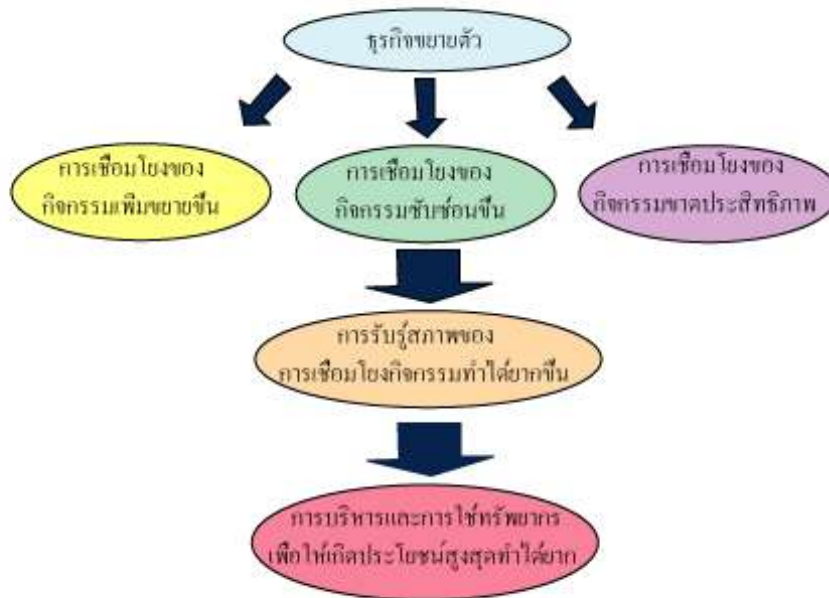 ธุรกิจขยายตัว
การเชื่อมโยงของ
กิจกรรมเพิ่มขยายขึ้น
การเชื่อมโยงของ
กิจกรรมซับซ้อนขึ้น
การเชื่อมโยงของ
กิจกรรมขาดประสิทธิภาพ
การรับรู้สภาพของ
การเชื่อมโยงกิจกรรมทำได้ยากขึ้น
การบริหารและการใช้ทรัพยากร
เพื่อให้เกิดประโยชน์สูงสุดทำได้ยาก